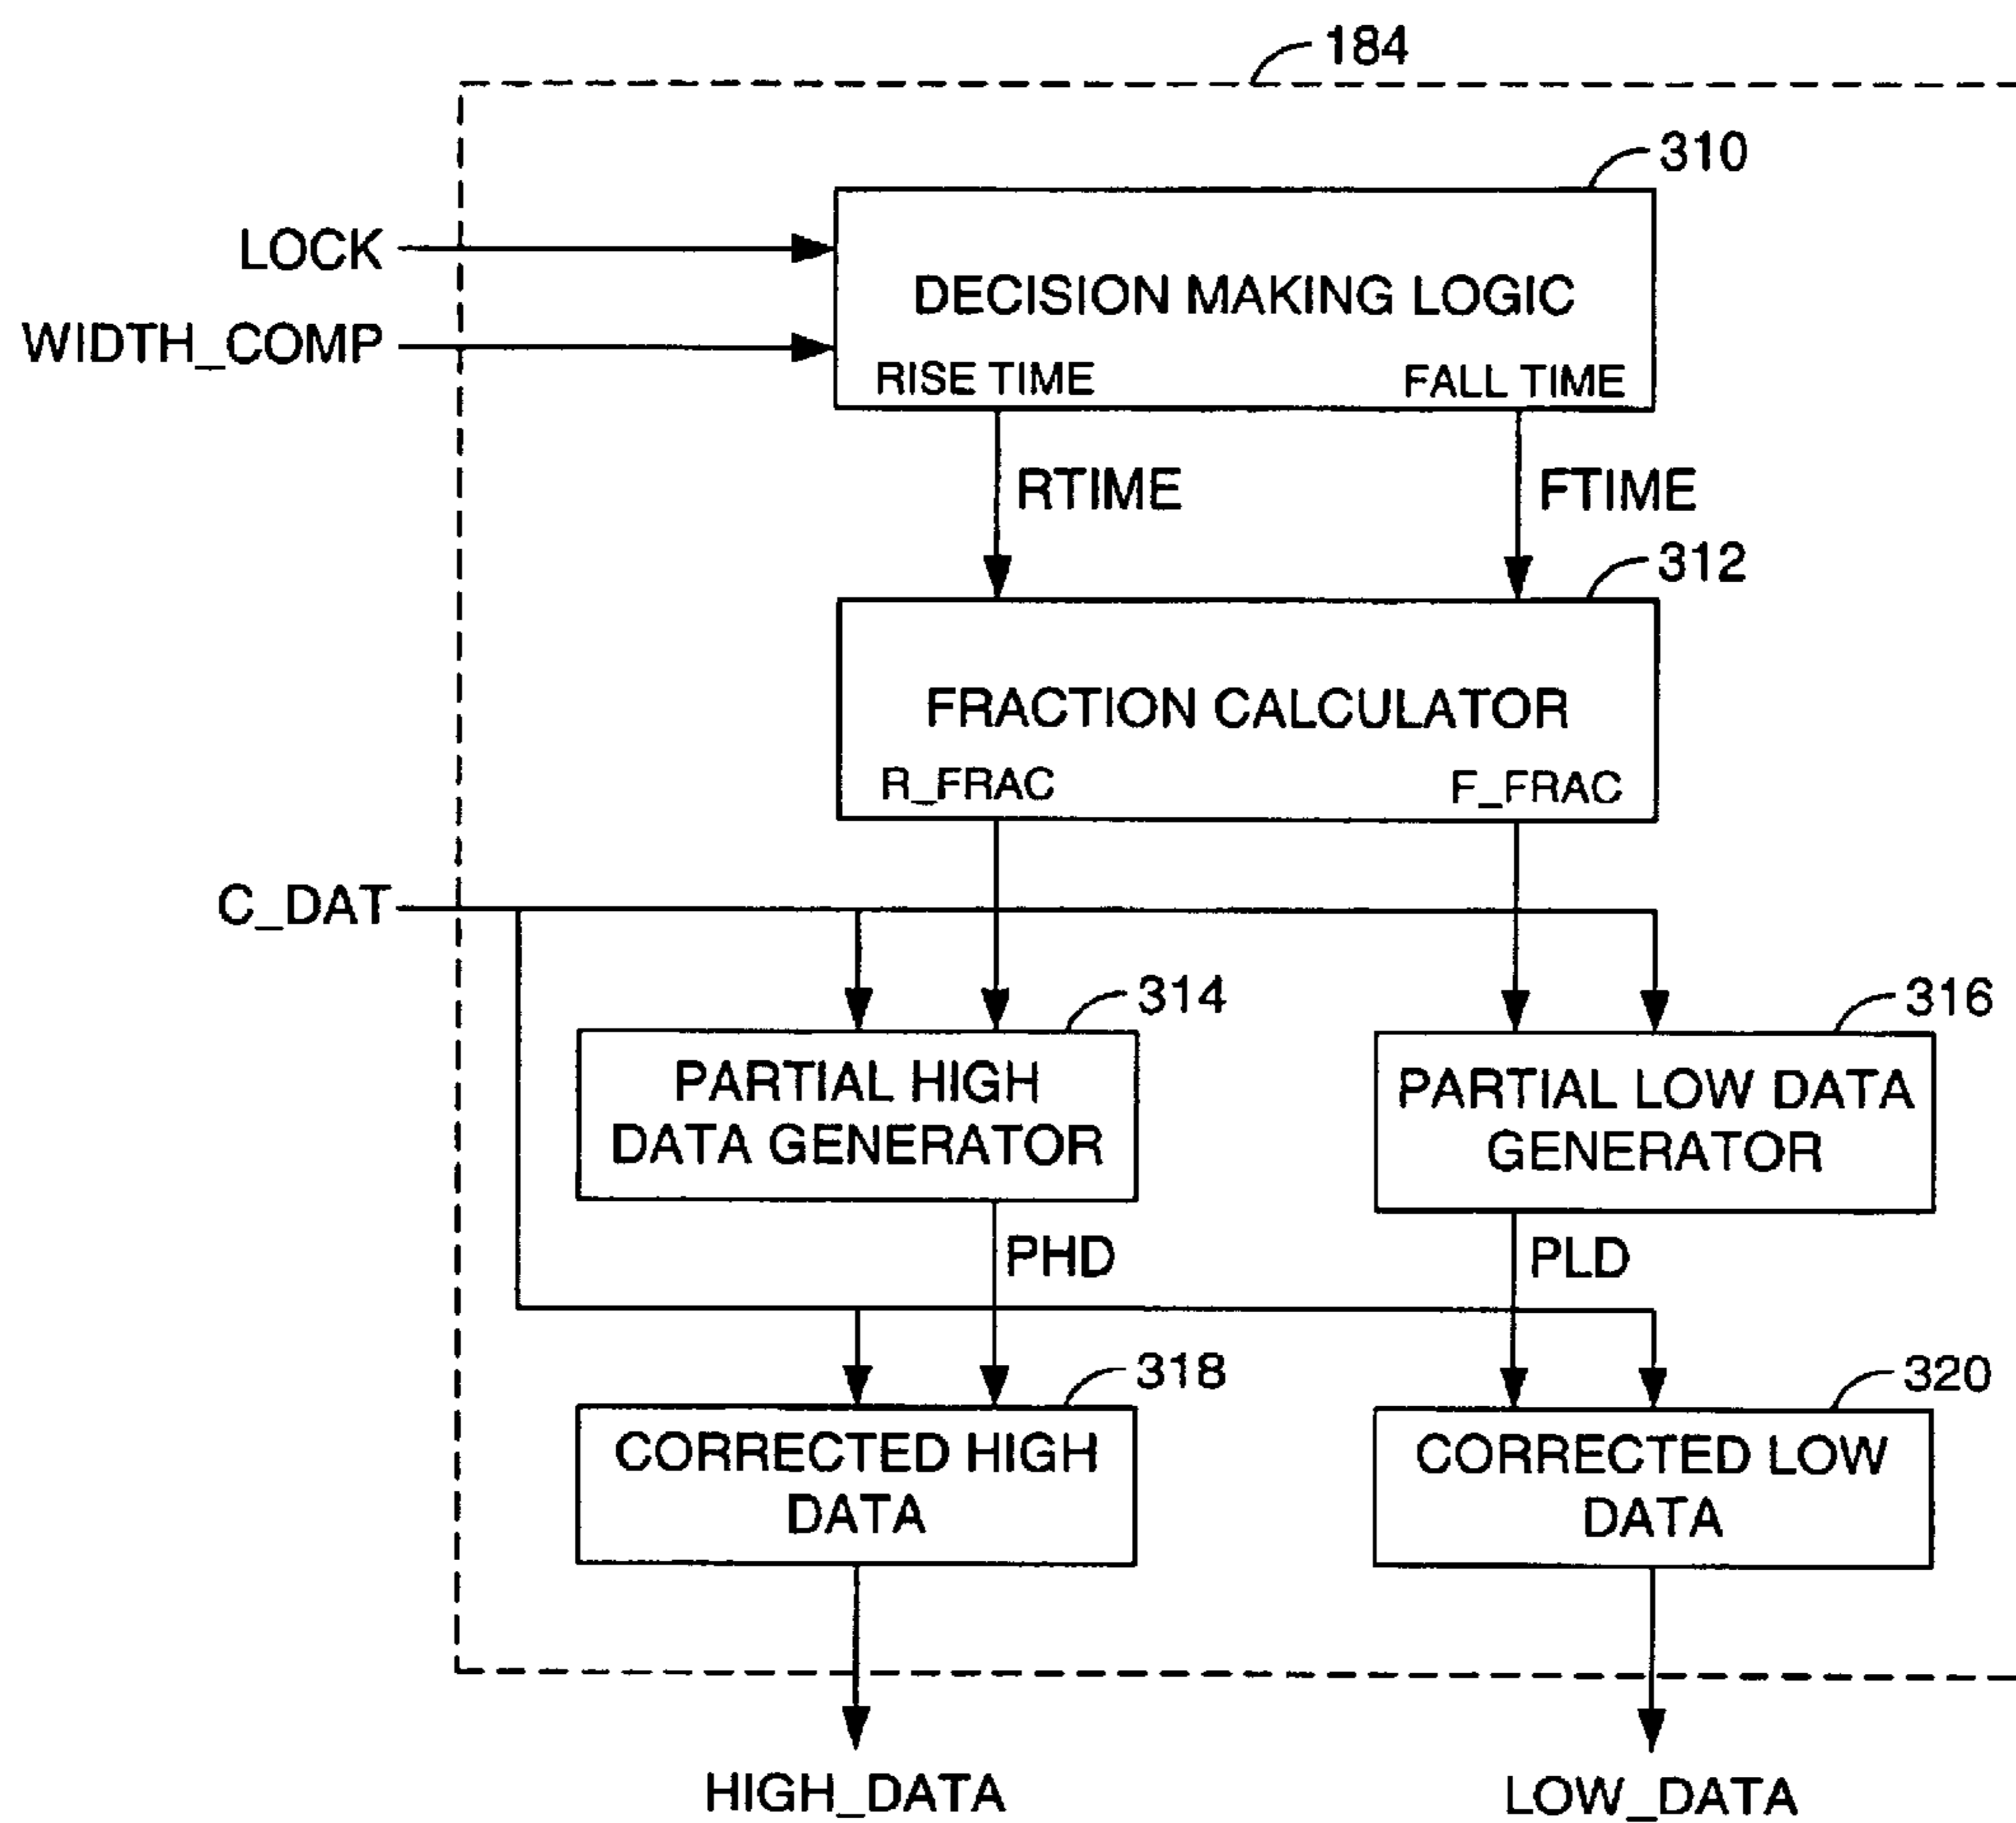 184
310
LOCK
WIDTH_COMP
DECISION MAKING LOGIC
RISE TIME
FALL TIME
RTIME
FTIME
312
FRACTION CALCULATOR
R_FRAC
F_FRAC
C_DAT
314
316
PARTIAL HIGH
DATA GENERATOR
PARTIAL LOW DATA
GENERATOR
PHD
PLD
318
320
CORRECTED HIGH
DATA
CORRECTED LOW
DATA
HIGH_DATA
LOW_DATA